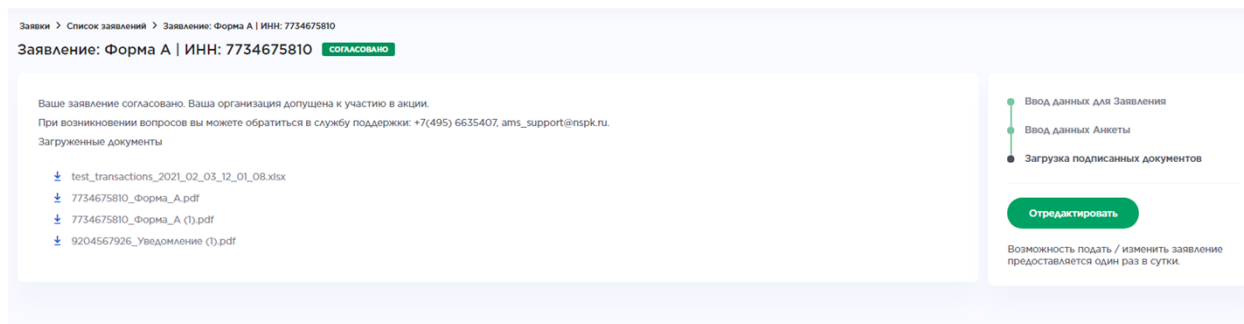 Заявки > Список заявлений > Заявление: Форма А | ИНН: 7734675810
Заявление: Форма А | ИНН: 7734675810 СОГЛАСОВАНО
Ваше заявление согласовано. Ваша организация допущена к участию в акции.
При возникновении вопросов вы можете обратиться в службу поддержки: +7(495) 6635407, ams_support@nspk.ru.
Загруженные документы
test_transactions_2021_02_03_12_01_08.xlsx
7734675810_Форма_А.pdf
7734675810_Форма_А (1).pdf
9204567926_Уведомление (1).pdf
Ввод данных для Заявления
Ввод данных Анкеты
Загрузка подписанных документов
Отредактировать
Возможность подать / изменить заявление
предоставляется один раз в сутки.